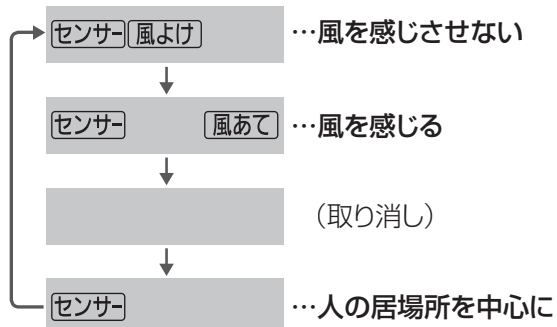 センサー 風よけ …風を感じさせない
センサー 風あて …風を感じる
（取り消し）
センサー …人の居場所を中心に